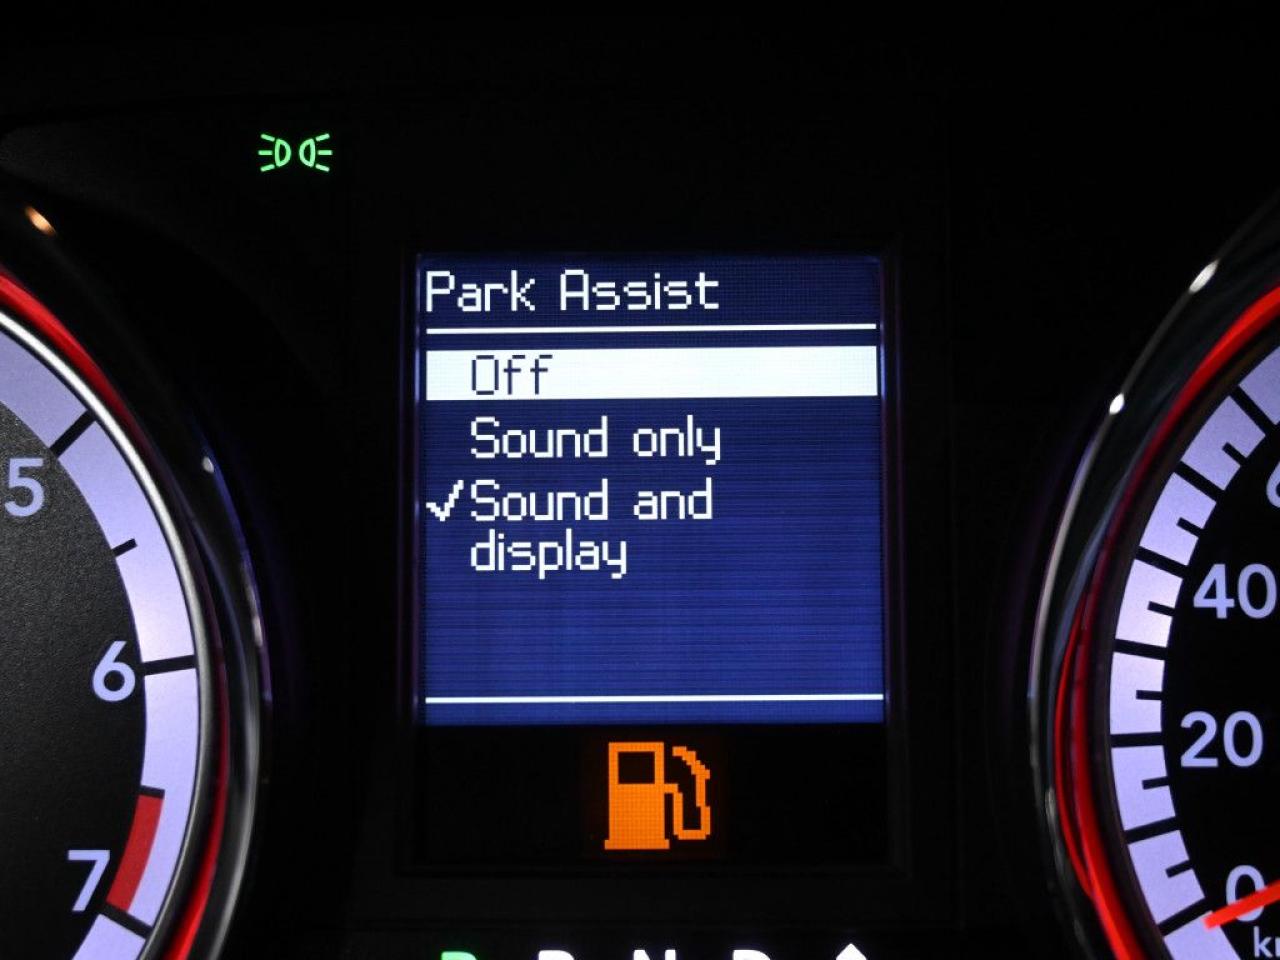 Park Assist
Off
Sound only
✓Sound and
display
5
6
7
40
20
0